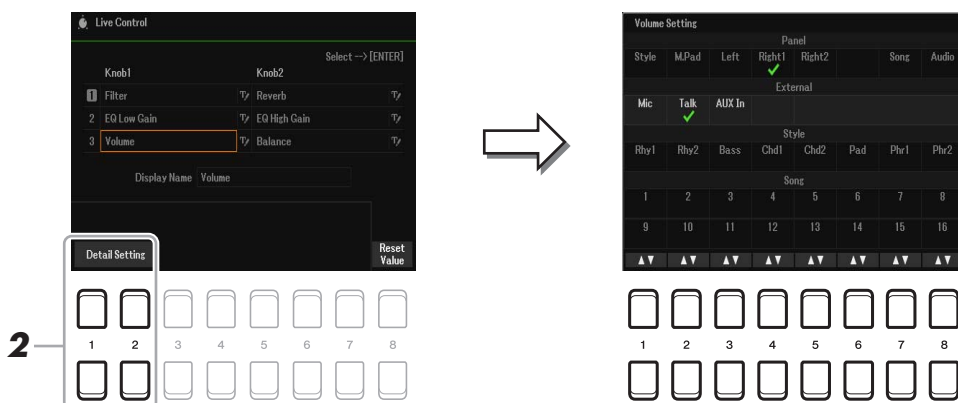 Live Control
Select --> [ENTER]
Knob1 Knob2
1 Filter T/ Reverb T/
2 EQ Low Gain T/ EQ High Gain T/
3 Volume T/ Balance T/
Display Name Volume
Detail Setting
Reset
Value
2
1 2 3 4 5 6 7 8
Volume Setting
Panel
Style M.Pad Left Right1 Right2 Song Audio
External
Mic Talk AUX In
Style
Rhy1 Rhy2 Bass Chd1 Chd2 Pad Phr1 Phr2
Song
1 2 3 4 5 6 7 8
9 10 11 12 13 14 15 16
▲▼ ▲▼ ▲▼ ▲▼ ▲▼ ▲▼ ▲▼ ▲▼
1 2 3 4 5 6 7 8